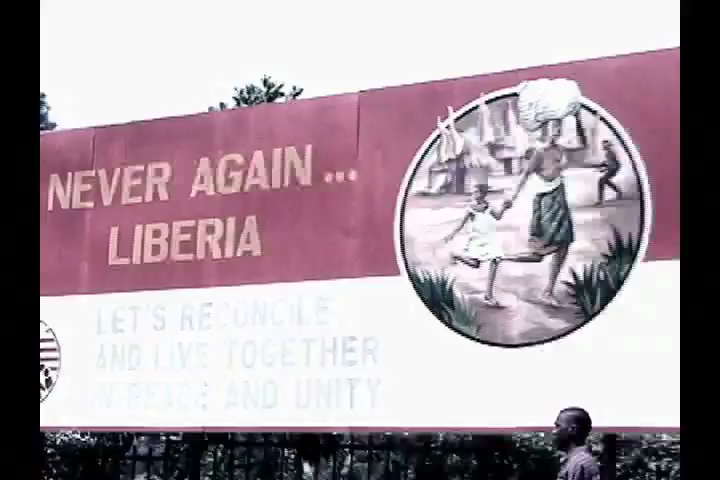 NEVER AGAIN...
LIBERIA
LET'S RECONCILE
AND LIVE TOGETHER
IN PEACE AND UNITY